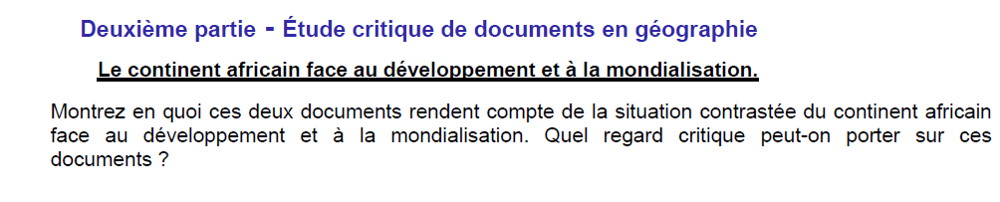 Deuxième partie - Étude critique de documents en géographie
Le continent africain face au développement et à la mondialisation.
Montrez en quoi ces deux documents rendent compte de la situation contrastée du continent africain
face au développement et à la mondialisation. Quel regard critique peut-on porter sur ces
documents ?